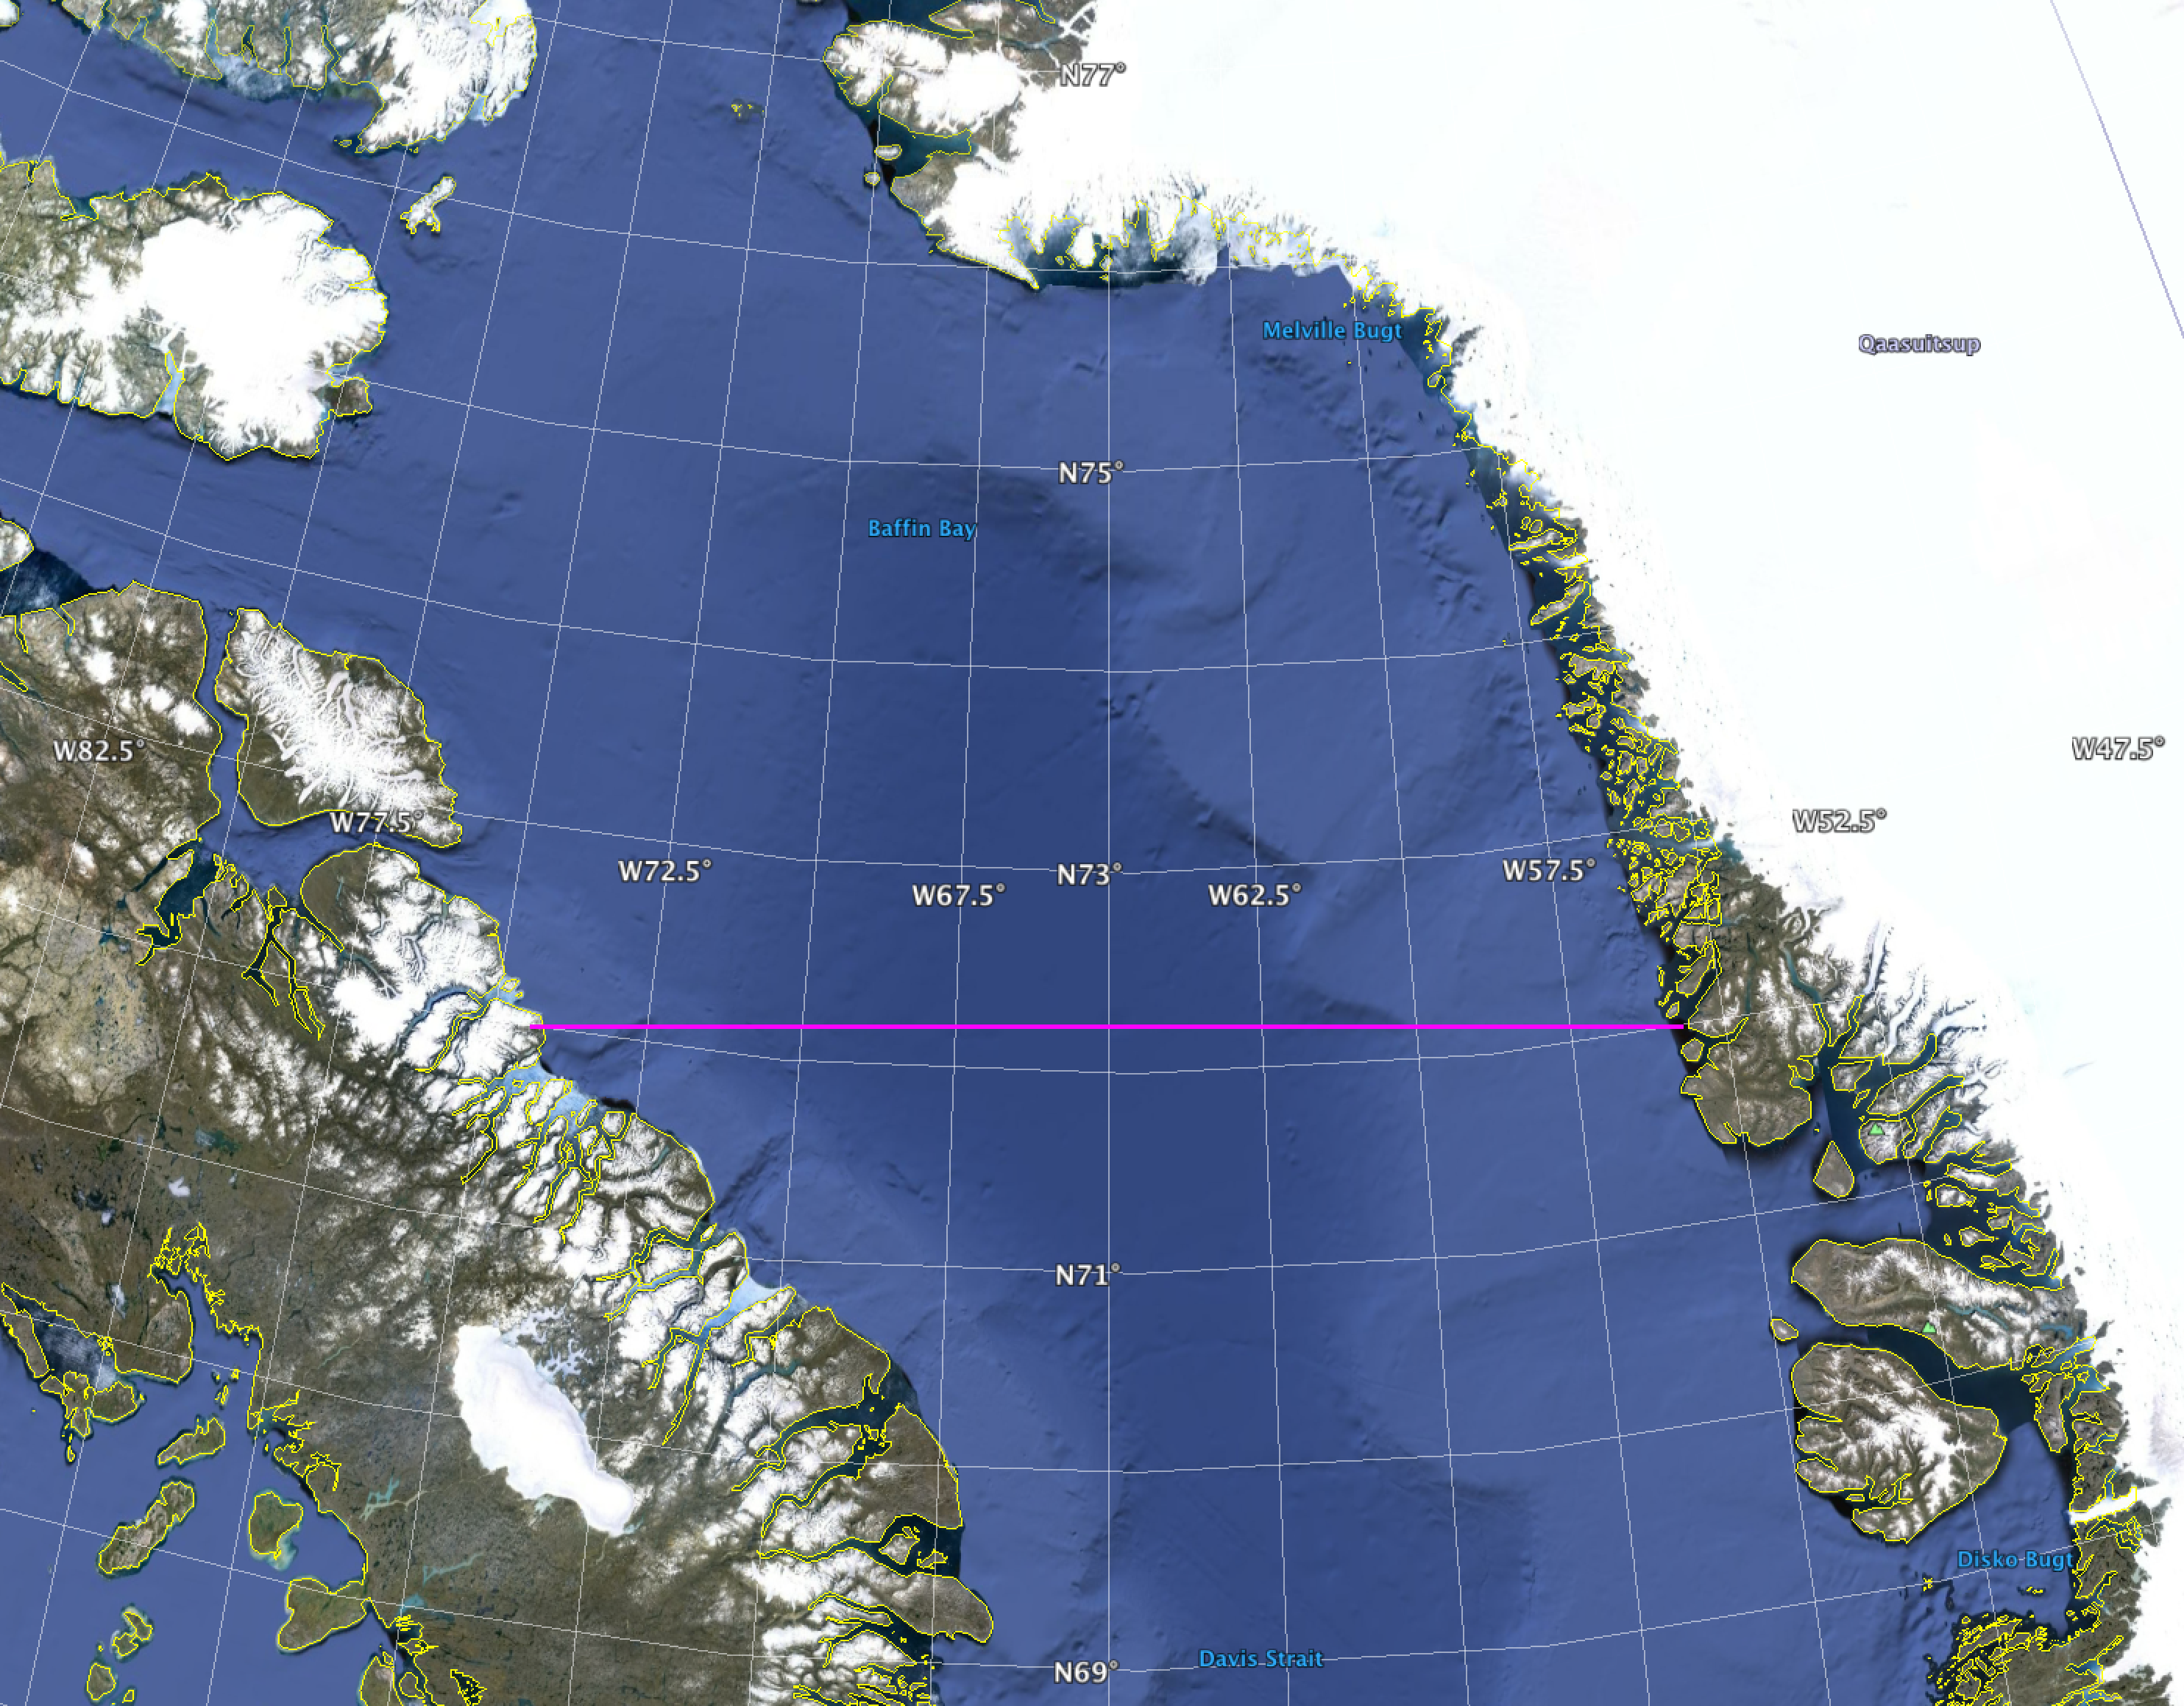 N77°
Melville Bugt
Qaasuitsup
N75°
Baffin Bay
W82.5°
W47.5°
W77.5°
W52.5°
W72.5°
N73°
W57.5°
W67.5°
W62.5°
N71°
Disko Bugt
Davis Strait
N69°